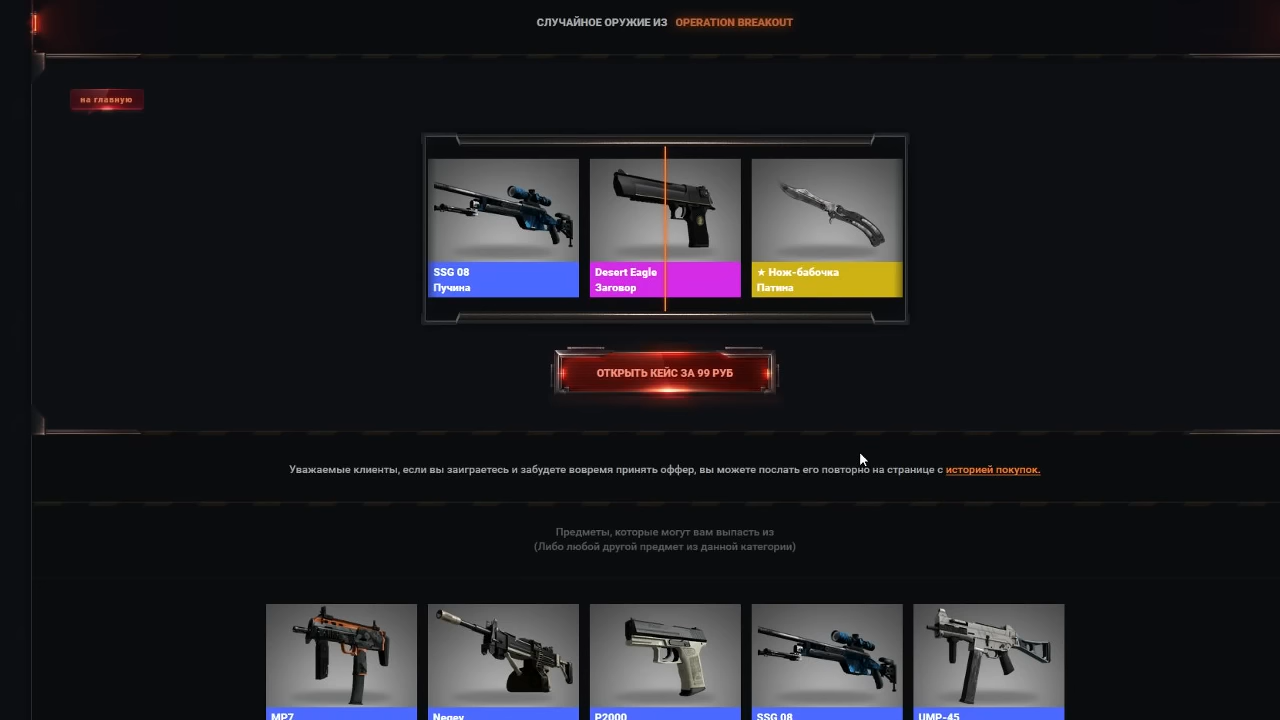 СЛУЧАЙНОЕ ОРУЖИЕ ИЗ OPERATION BREAKOUT
на главную
SSG 08
Пучина
Desert Eagle
Заговор
★ Нож-бабочка
Патина
ОТКРЫТЬ КЕЙС ЗА 99 РУБ
Уважаемые клиенты, если вы заиграетесь и забудете вовремя принять оффер, вы можете послать его повторно на странице с историей покупок.
Предметы, которые могут вам выпасть из
(Либо любой другой предмет из данной категории)
MP7
Negev
P2000
SSG 08
UMP-45